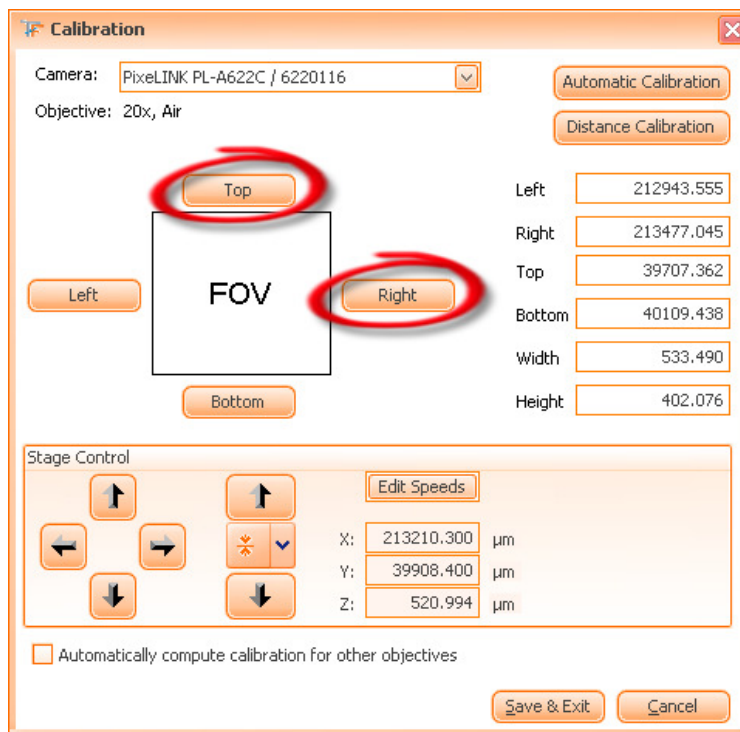 Calibration
Camera: PixeLINK PL-A622C / 6220116
Automatic Calibration
Objective: 20x, Air
Distance Calibration
Top
Left
FOV
Right
Bottom
Left 212943.555
Right 213477.045
Top 39707.362
Bottom 40109.438
Width 533.490
Height 402.076
Stage Control
Edit Speeds
X: 213210.300 µm
Y: 39908.400 µm
Z: 520.994 µm
Automatically compute calibration for other objectives
Save & Exit
Cancel